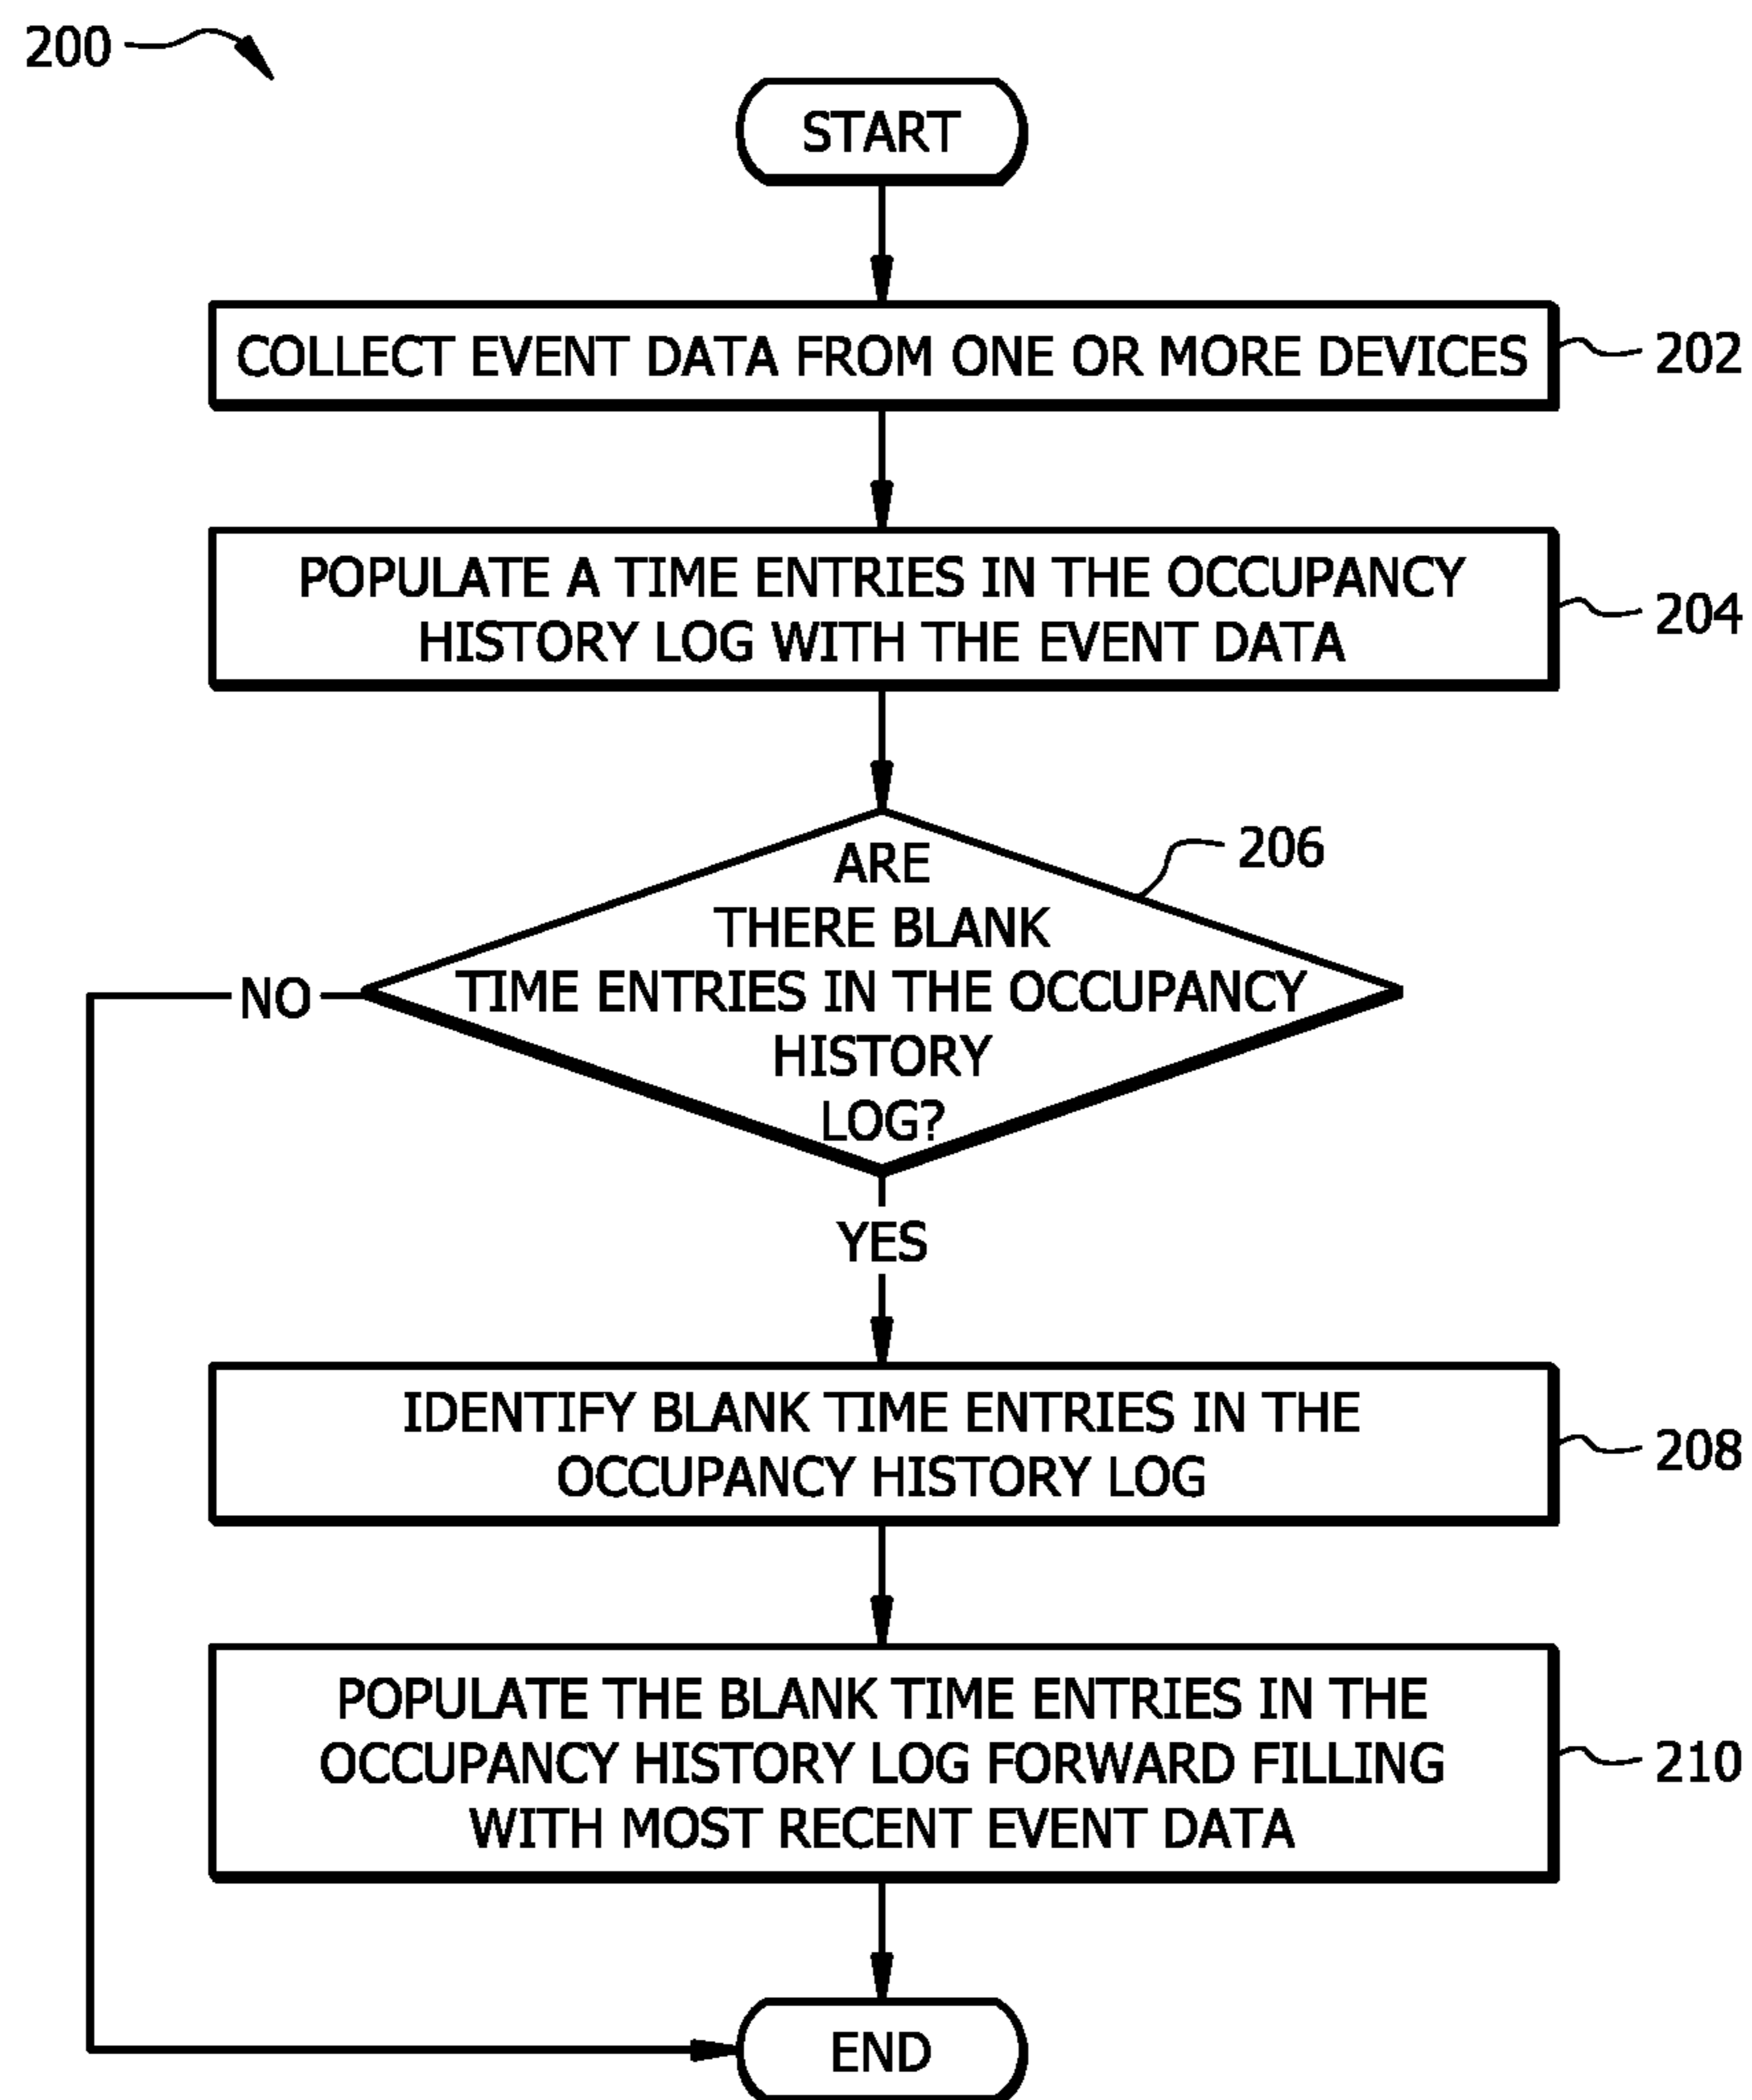 200
START
COLLECT EVENT DATA FROM ONE OR MORE DEVICES
202
POPULATE A TIME ENTRIES IN THE OCCUPANCY
HISTORY LOG WITH THE EVENT DATA
204
206
ARE
THERE BLANK
TIME ENTRIES IN THE OCCUPANCY
HISTORY
LOG?
NO
YES
IDENTIFY BLANK TIME ENTRIES IN THE
OCCUPANCY HISTORY LOG
208
POPULATE THE BLANK TIME ENTRIES IN THE
OCCUPANCY HISTORY LOG FORWARD FILLING
WITH MOST RECENT EVENT DATA
210
END